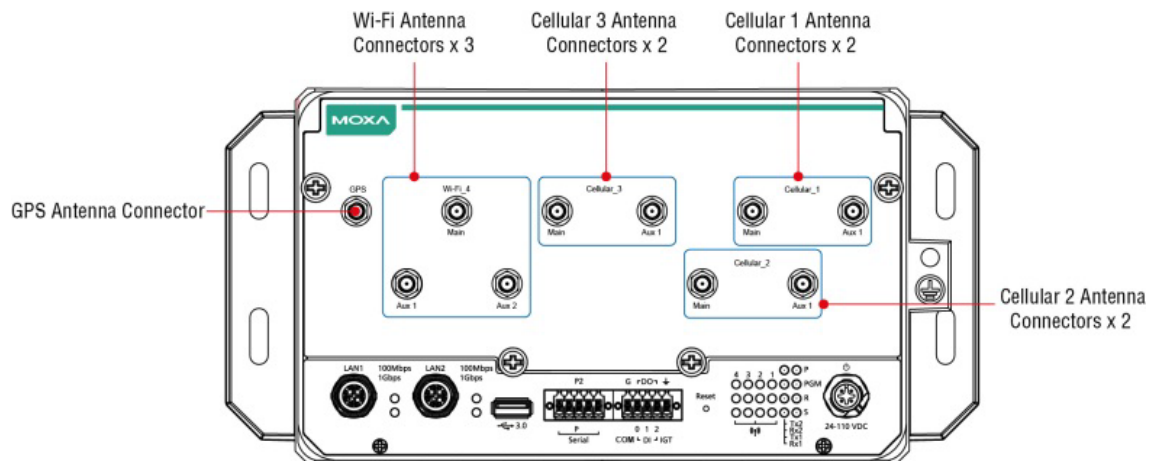 Wi-Fi Antenna
Connectors x 3
Cellular 3 Antenna
Connectors x 2
Cellular 1 Antenna
Connectors x 2
MOXA
GPS
GPS Antenna Connector
Wi-Fi_4
Main
Aux 1
Aux 2
Cellular_3
Main
Aux 1
Cellular_1
Main
Aux 1
Cellular_2
Main
Aux 1
Cellular 2 Antenna
Connectors x 2
LAN1
100Mbps
1Gbps
LAN2
100Mbps
1Gbps
3.0
P2
P
Serial
G DO
0 1 2
COM DI IGT
Reset
4 3 2 1
P
PGM
R
S
Tx2
Rx2
Tx1
Rx1
24-110 VDC